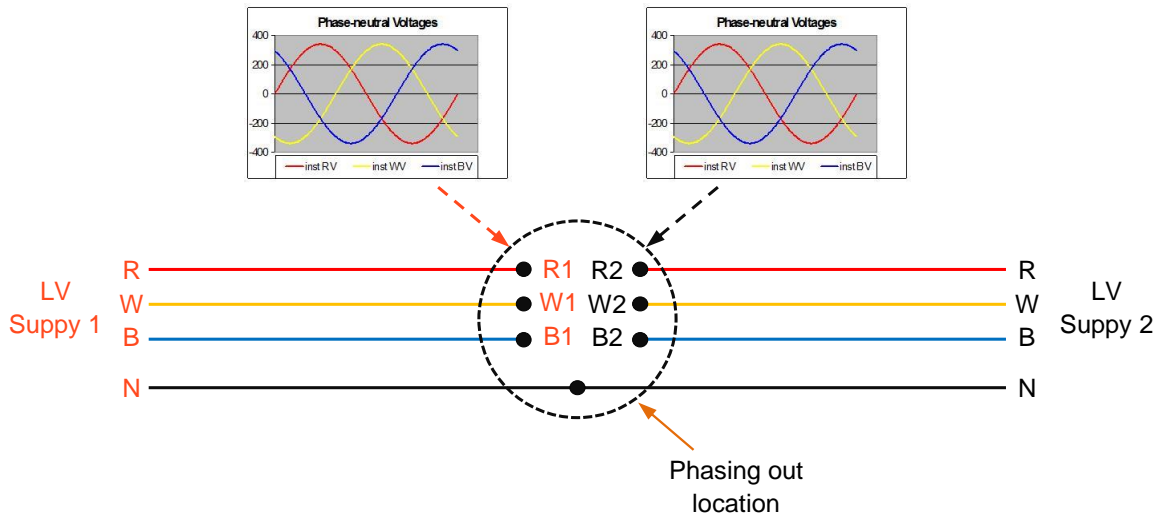 Phase-neutral Voltages
400
200
0
-200
-400
inst RV inst WV inst BV
Phase-neutral Voltages
400
200
0
-200
-400
inst RV inst WV inst BV
LV
Suppy 1
R
W
B
N
R1 R2
W1 W2
B1 B2
R
W
B
N
LV
Suppy 2
Phasing out
location